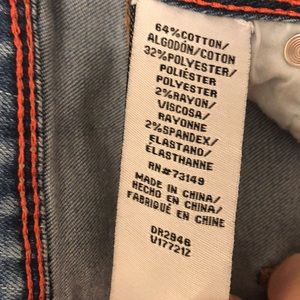 64%COTTON/
ALGODÓN/COTON
32%POLYESTER/
POLIÉSTER
POLYESTER
2%RAYON/
VISCOSA/
RAYONNE
2%SPANDEX/
ELASTANO/
ÉLASTHANNE
RN#73149
MADE IN CHINA/
HECHO EN CHINA/
FABRIQUÉ EN CHINE
DR2946
V17721Z